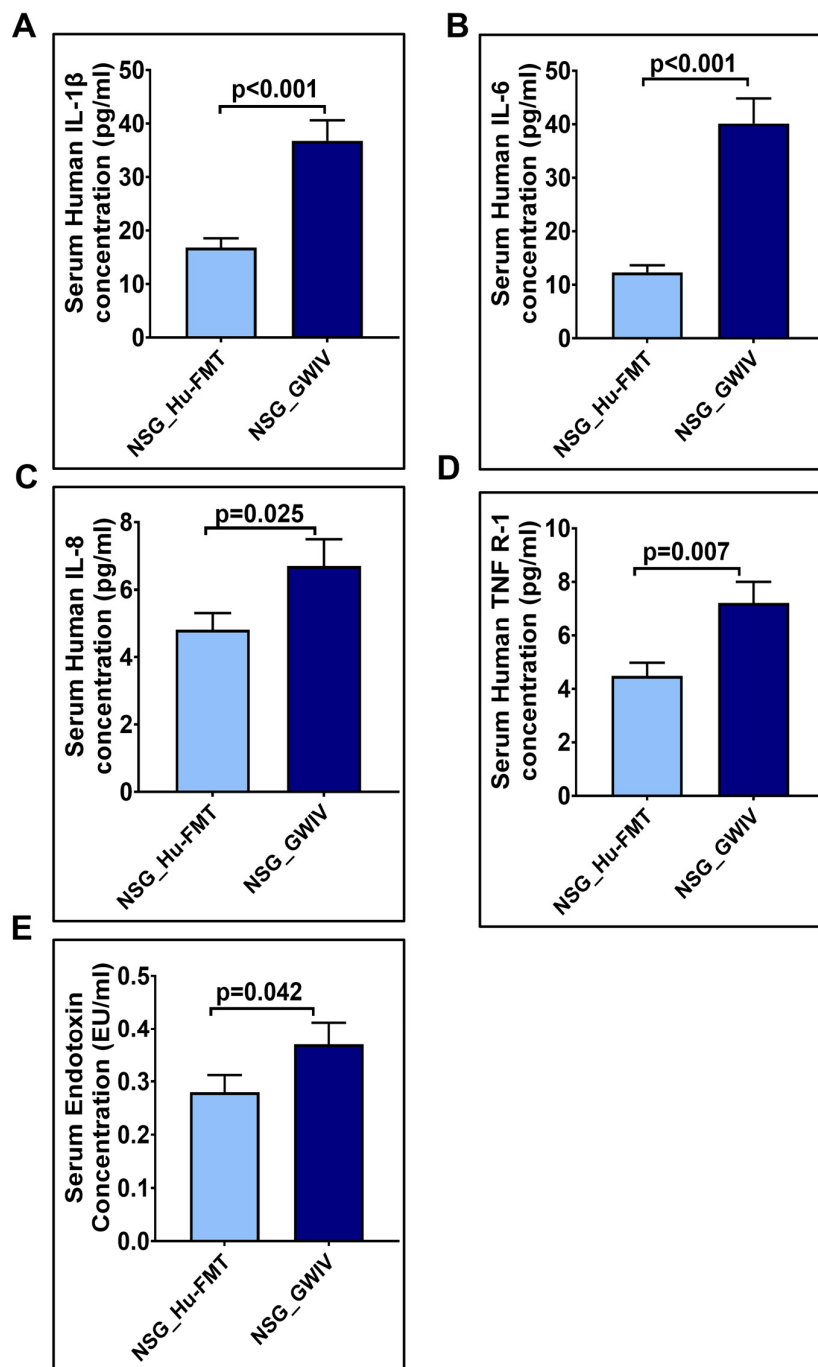 A
Serum Human IL-1β
concentration (pg/ml)
50
40
30
20
10
0
p<0.001
NSG_Hu-FMT
NSG_GWIV
B
Serum Human IL-6
concentration (pg/ml)
50
40
30
20
10
0
p<0.001
NSG_Hu-FMT
NSG_GWIV
C
Serum Human IL-8
concentration (pg/ml)
8
6
4
2
0
p=0.025
NSG_Hu-FMT
NSG_GWIV
D
Serum Human TNF R-1
concentration (pg/ml)
10
8
6
4
2
0
p=0.007
NSG_Hu-FMT
NSG_GWIV
E
Serum Endotoxin
Concentration (EU/ml)
0.5
0.4
0.3
0.2
0.1
0.0
p=0.042
NSG_Hu-FMT
NSG_GWIV